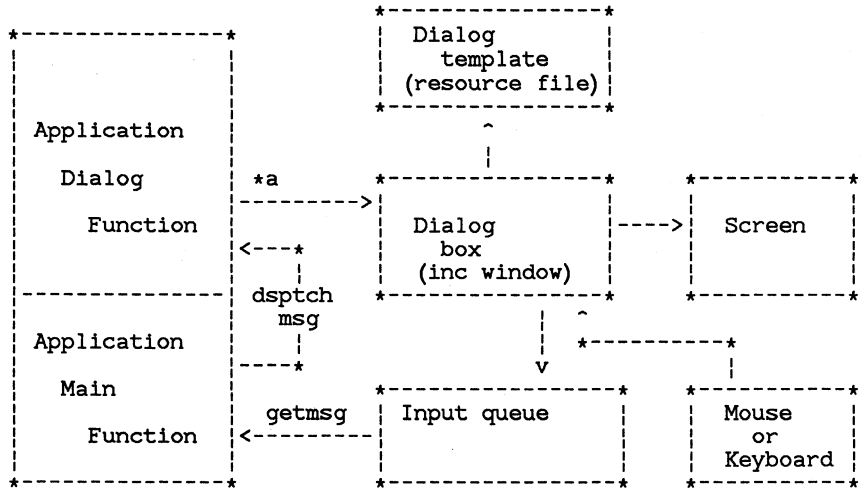 Dialog
template
(resource file)
Application
Dialog
Function
*a
Dialog
box
(inc window)
Screen
dsptch
msg
Application
Main
Function
getmsg
Input queue
Mouse
or
Keyboard